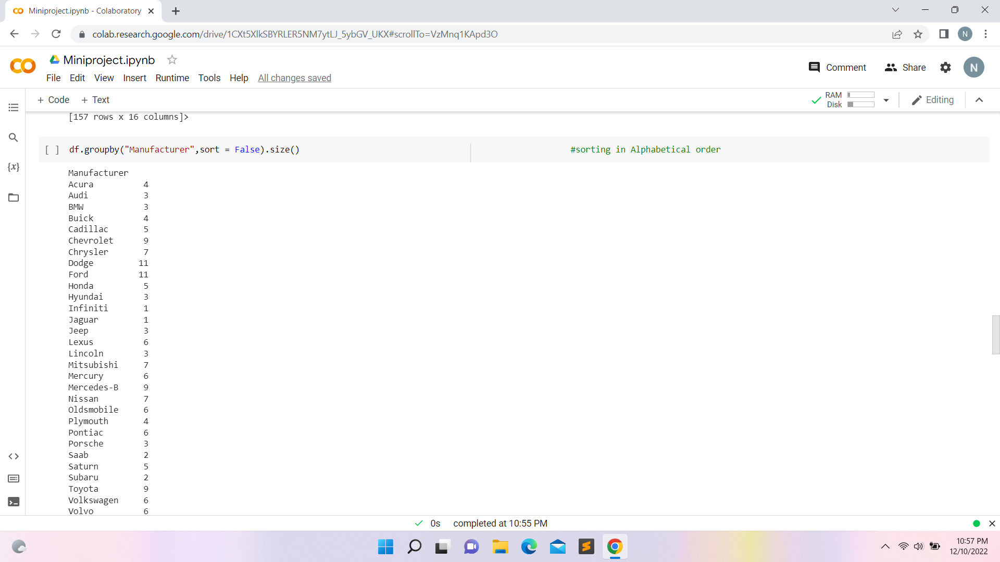 Miniproject.ipynb - Colaboratory
colab.research.google.com/drive/1CXt5XlkSBYRLER5NM7ytLJ_5ybGV_UKX#scrollTo=VzMnq1KApd3O
N
Miniproject.ipynb
Comment
Share
N
File Edit View Insert Runtime Tools Help All changes saved
+ Code + Text
RAM
Disk
Editing
[157 rows x 16 columns]>
[ ] df.groupby("Manufacturer",sort = False).size() #sorting in Alphabetical order
{x}
Manufacturer
Acura 4
Audi 3
BMW 3
Buick 4
Cadillac 5
Chevrolet 9
Chrysler 7
Dodge 11
Ford 11
Honda 5
Hyundai 3
Infiniti 1
Jaguar 1
Jeep 3
Lexus 6
Lincoln 3
Mitsubishi 7
Mercury 6
Mercedes-B 9
Nissan 7
Oldsmobile 6
Plymouth 4
Pontiac 6
Porsche 3
Saab 2
Saturn 5
Subaru 2
Toyota 9
Volkswagen 6
Volvo 6
0s completed at 10:55 PM
10:57 PM
12/10/2022